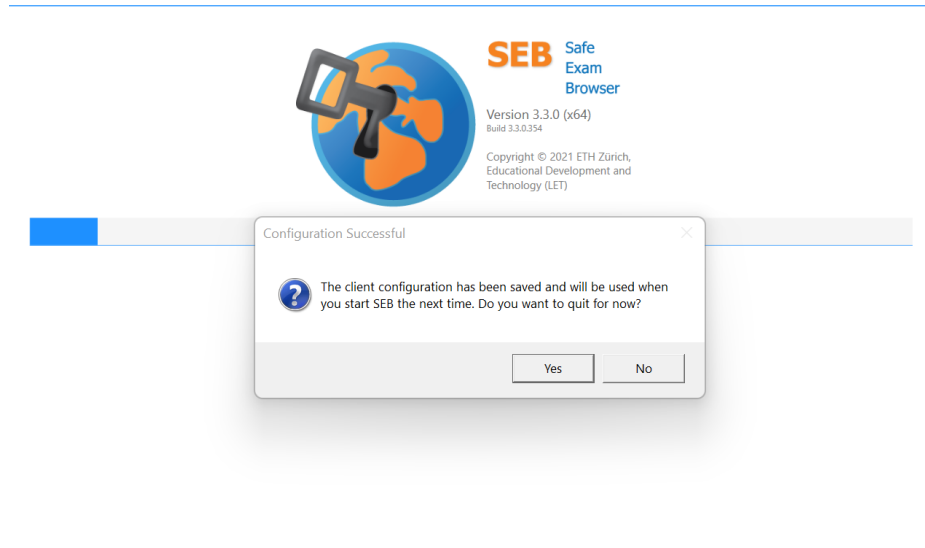 SEB Safe
Exam
Browser
Version 3.3.0 (x64)
Build 3.3.0.354
Copyright © 2021 ETH Zürich,
Educational Development and
Technology (LET)
Configuration Successful
The client configuration has been saved and will be used when
you start SEB the next time. Do you want to quit for now?
Yes No